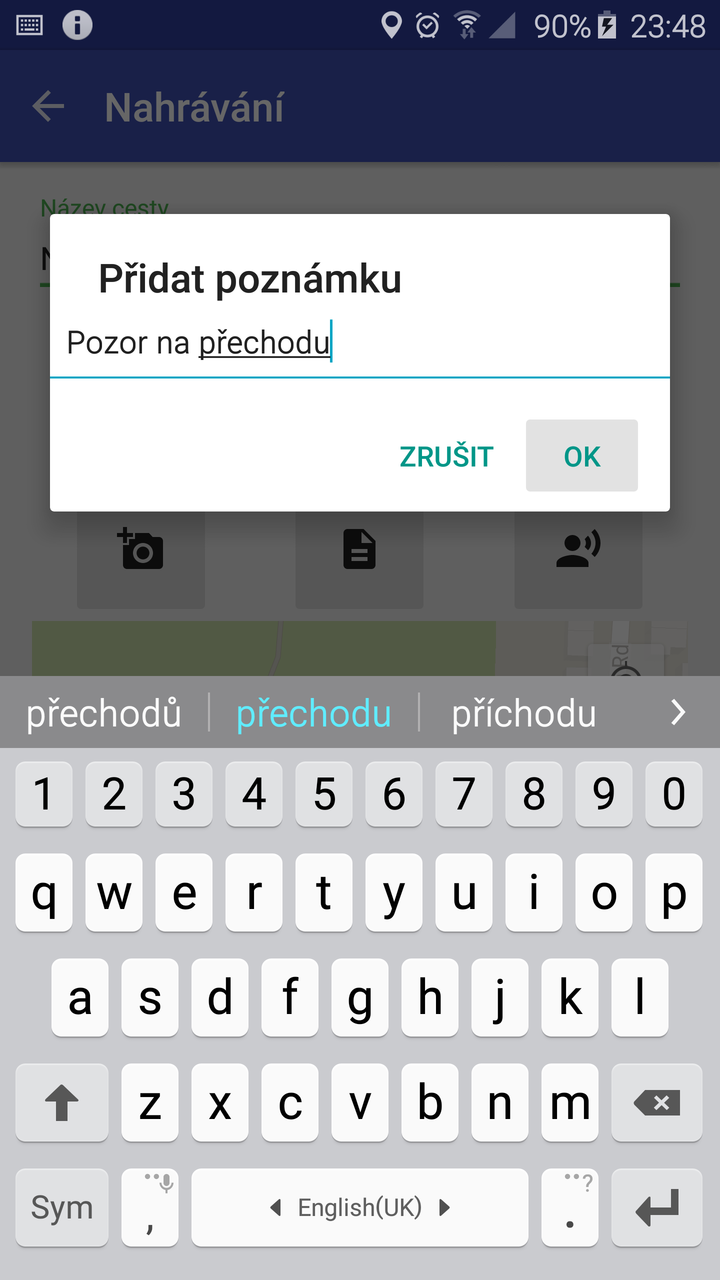 90% 23:48
Nahrávání
Název cesty
N
Přidat poznámku
Pozor na přechodu
ZRUŠIT OK
Rd
přechodů přechodu příchodu
1 2 3 4 5 6 7 8 9 0
q w e r t y u i o p
a s d f g h j k l
z x c v b n m
Sym , English(UK) . ?